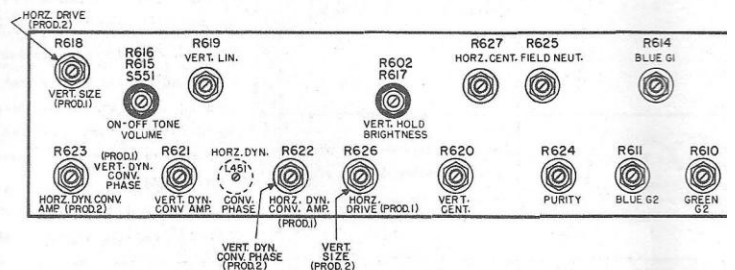 HORZ. DRIVE
(PROD.2)
R618
VERT. SIZE
(PROD.1)
R616
R615
S551
ON-OFF TONE
VOLUME
R619
VERT. LIN.
R602
R617
VERT. HOLD
BRIGHTNESS
R627
HORZ. CENT.
R625
FIELD NEUT.
R614
BLUE G1
R623
HORZ. DYN. CONV.
AMP (PROD.2)
(PROD.1)
VERT. DYN.
CONV.
PHASE
R621
VERT. DYN.
CONV AMP.
HORZ. DYN.
L451
CONV.
PHASE
R622
HORZ. DYN.
CONV. AMP.
(PROD.1)
R626
HORZ.
DRIVE (PROD.1)
R620
VERT.
CENT.
R624
PURITY
R611
BLUE G2
R610
GREEN
G2
VERT. DYN.
CONV. PHASE
(PROD.2)
VERT.
SIZE
(PROD.2)